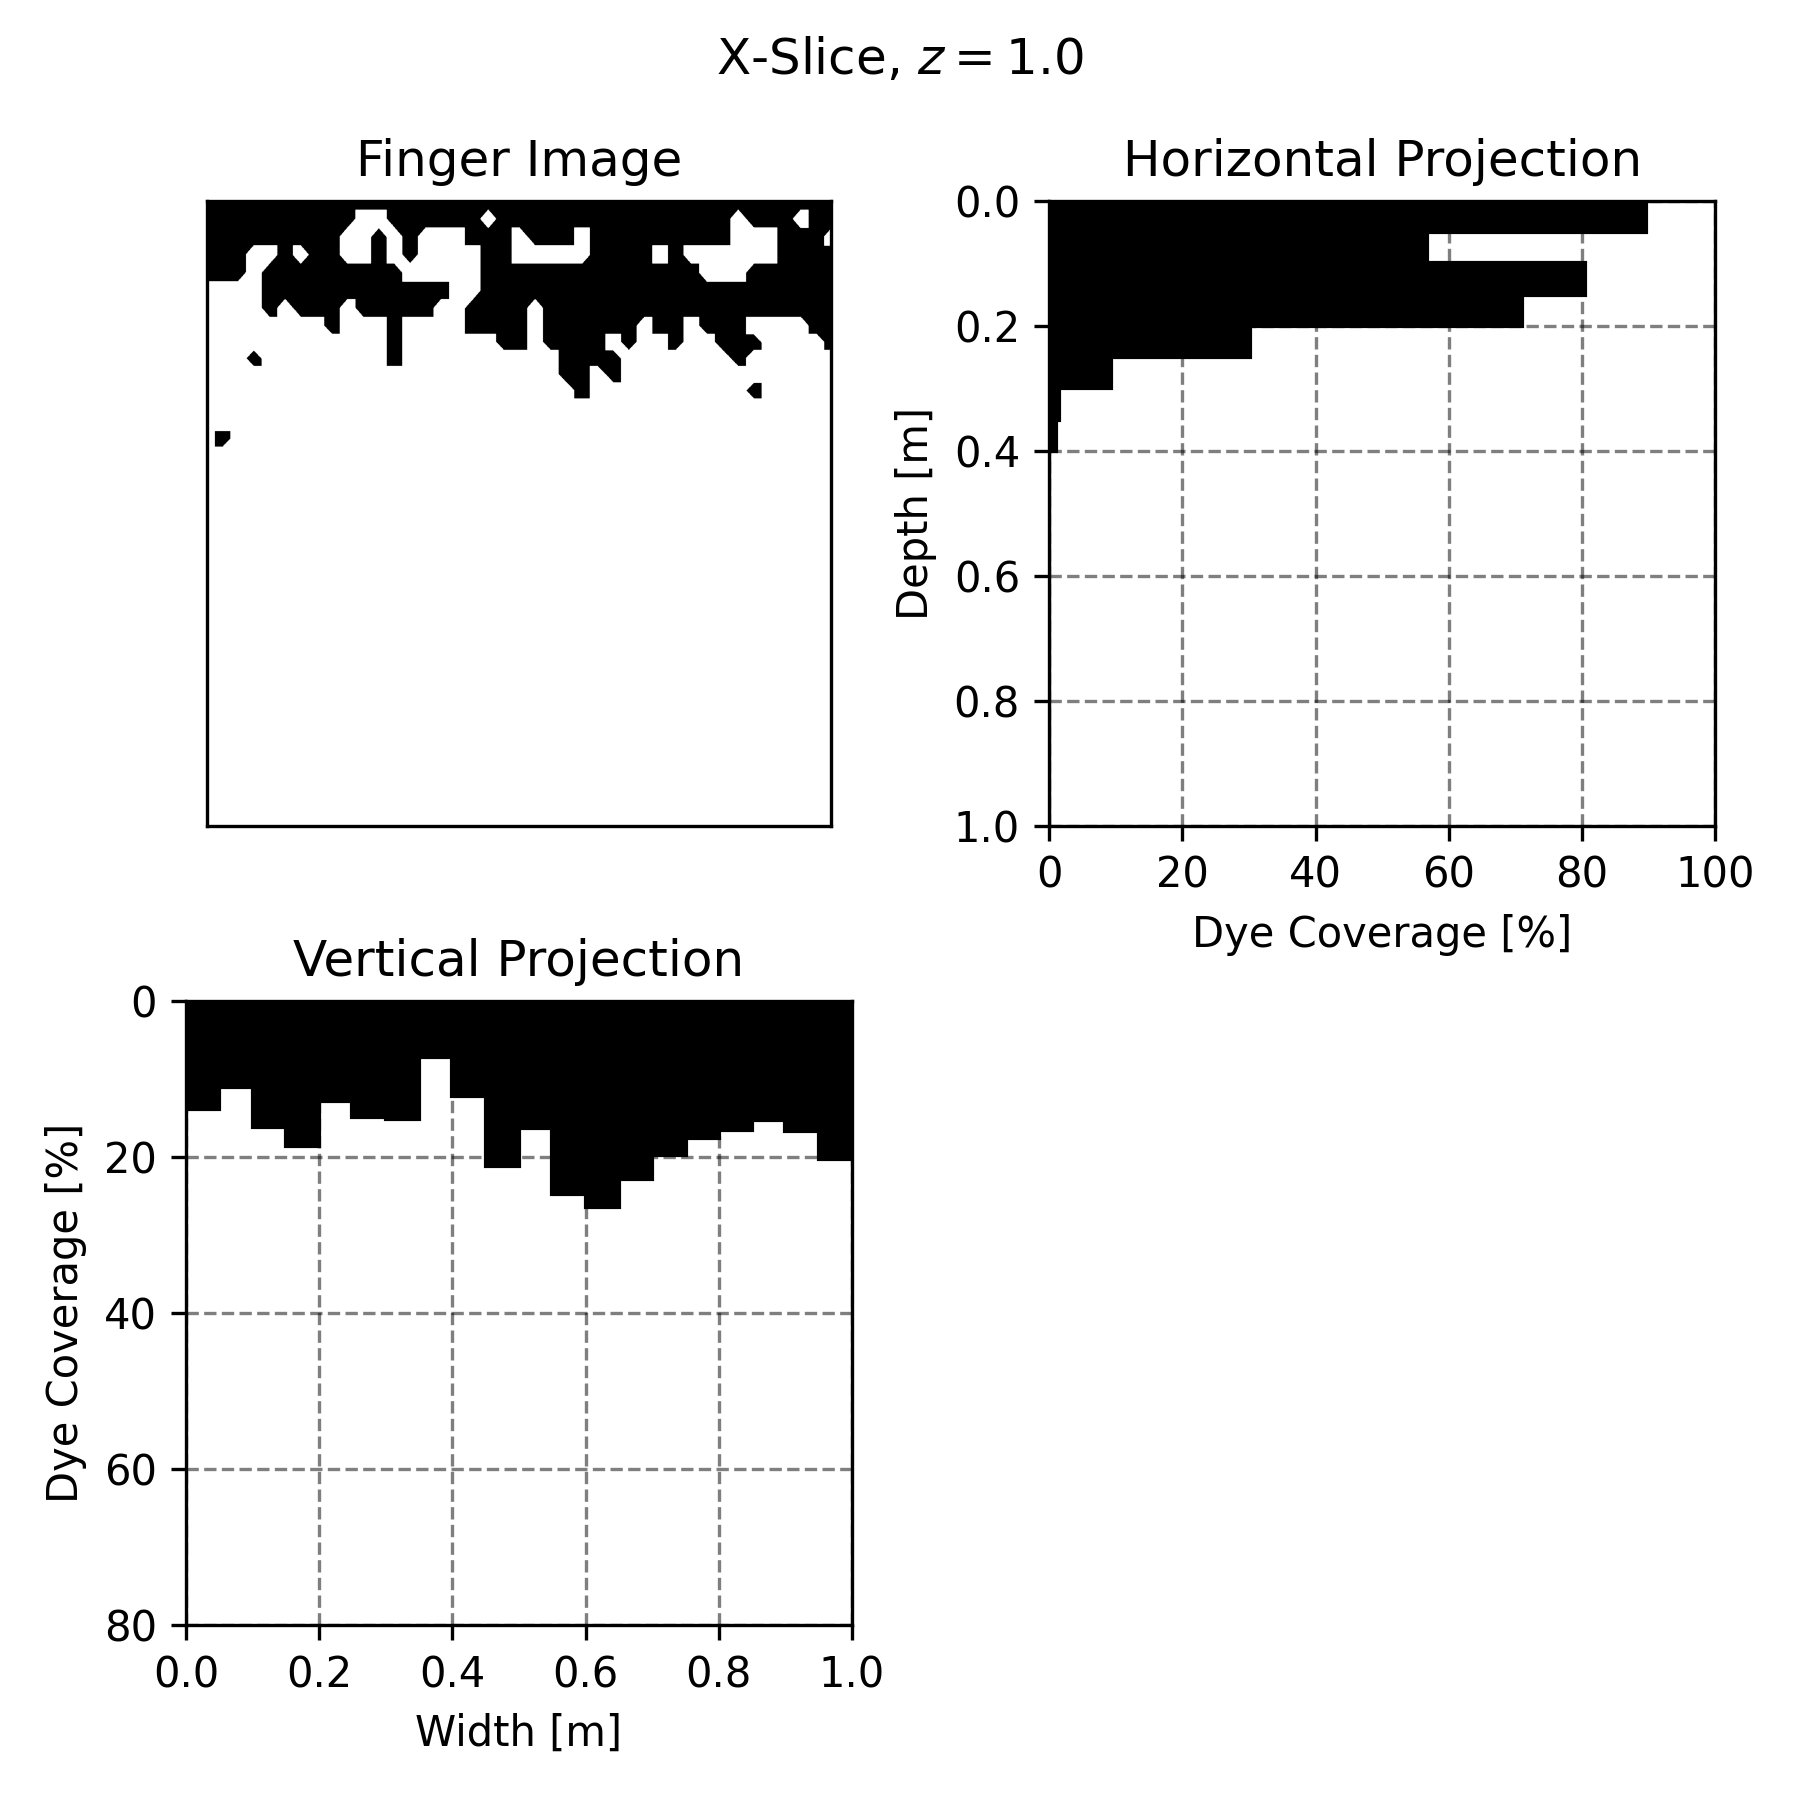 X-Slice, z = 1.0
Finger Image
Horizontal Projection
0.0
0.2
0.4
0.6
0.8
1.0
Depth [m]
0 20 40 60 80 100
Dye Coverage [%]
Vertical Projection
0
20
40
60
80
Dye Coverage [%]
0.0 0.2 0.4 0.6 0.8 1.0
Width [m]